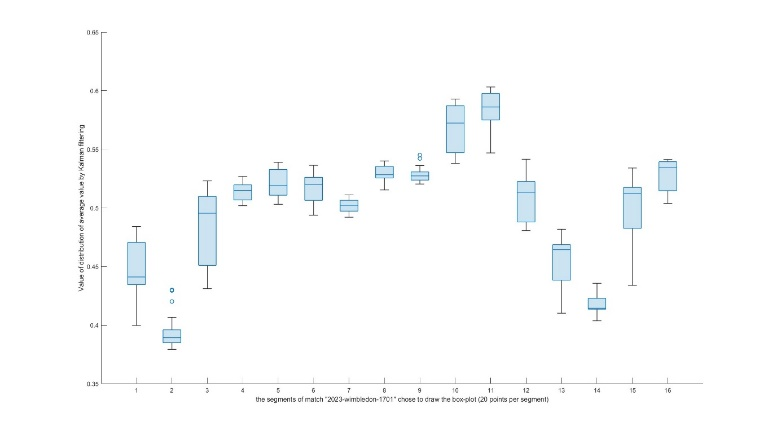 0.65
0.6
0.55
0.5
0.45
0.4
0.35
Value of distribution of average value by Kalman filtering
1 2 3 4 5 6 7 8 9 10 11 12 13 14 15 16
the segments of match "2023-wimbledon-1701" chose to draw the box-plot (20 points per segment)